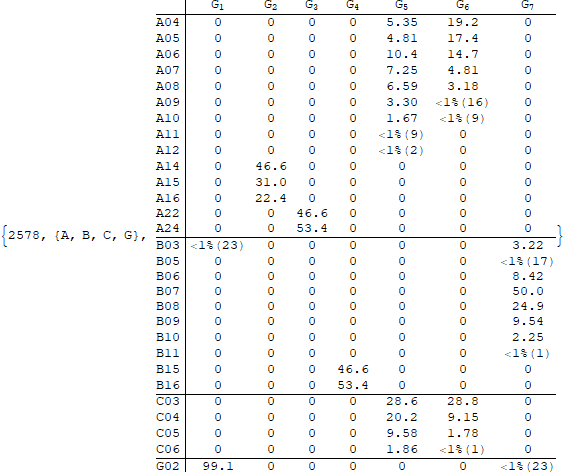 G1 G2 G3 G4 G5 G6 G7
A04 0 0 0 0 5.35 19.2 0
A05 0 0 0 0 4.81 17.4 0
A06 0 0 0 0 10.4 14.7 0
A07 0 0 0 0 7.25 4.81 0
A08 0 0 0 0 6.59 3.18 0
A09 0 0 0 0 3.30 <1%(16) 0
A10 0 0 0 0 1.67 <1%(9) 0
A11 0 0 0 0 <1%(9) 0 0
A12 0 0 0 0 <1%(2) 0 0
A14 0 46.6 0 0 0 0 0
A15 0 31.0 0 0 0 0 0
A16 0 22.4 0 0 0 0 0
A22 0 0 46.6 0 0 0 0
A24 0 0 53.4 0 0 0 0
{2578, {A, B, C, G}, B03 <1%(23) 0 0 0 0 0 3.22 }
B05 0 0 0 0 0 0 <1%(17)
B06 0 0 0 0 0 0 8.42
B07 0 0 0 0 0 0 50.0
B08 0 0 0 0 0 0 24.9
B09 0 0 0 0 0 0 9.54
B10 0 0 0 0 0 0 2.25
B11 0 0 0 0 0 0 <1%(1)
B15 0 0 0 46.6 0 0 0
B16 0 0 0 53.4 0 0 0
C03 0 0 0 0 28.6 28.8 0
C04 0 0 0 0 20.2 9.15 0
C05 0 0 0 0 9.58 1.78 0
C06 0 0 0 0 1.86 <1%(1) 0
G02 99.1 0 0 0 0 0 <1%(23)